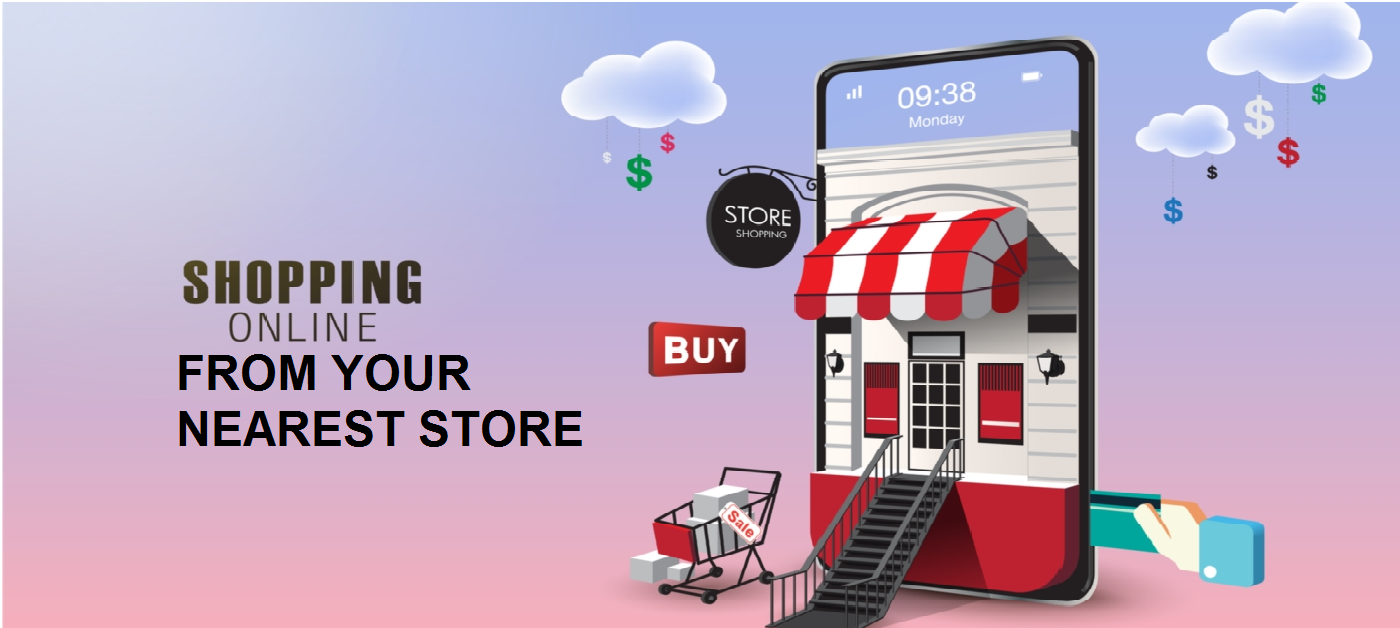 SHOPPING
ONLINE
FROM YOUR
NEAREST STORE
$
$
$
09:38
Monday
$
$
$
$
$
STORE
SHOPPING
BUY
Sale